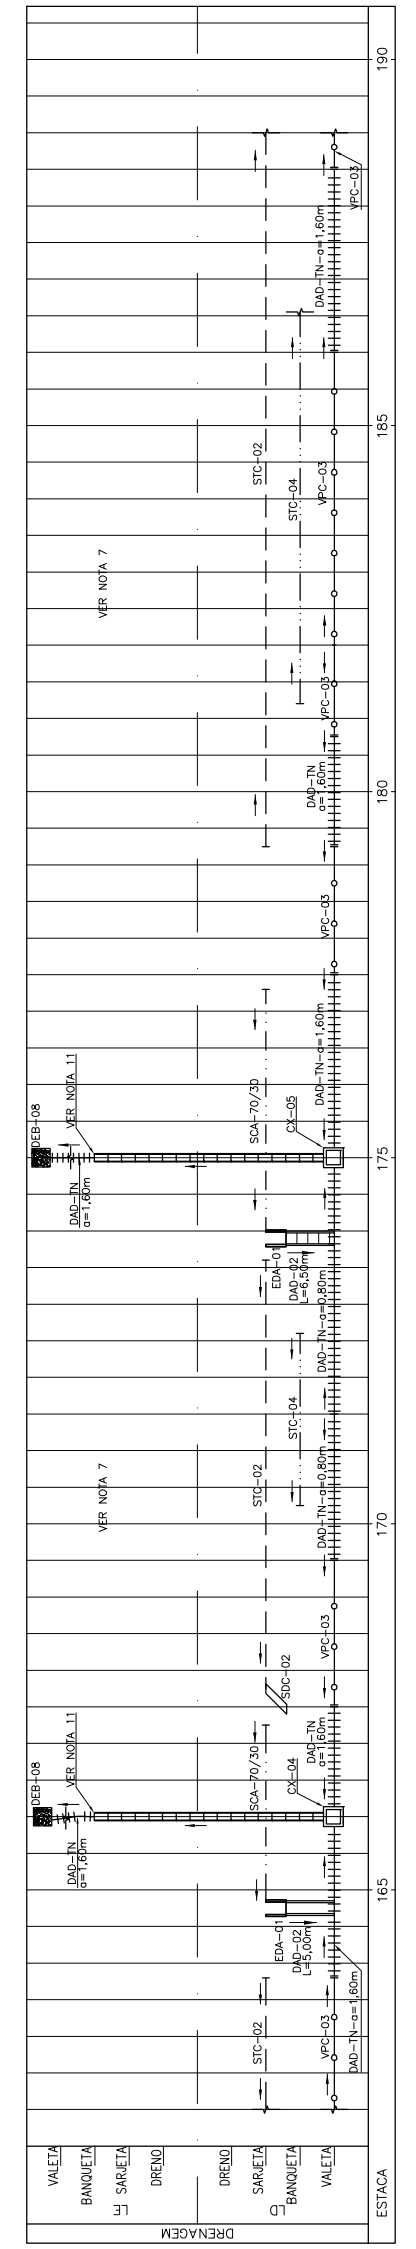 DRENAGEM
LE
LD
VALETA
BANQUETA
SARJETA
DRENO
DRENO
SARJETA
BANQUETA
VALETA
ESTACA
165
170
175
180
185
190
DEB-08
DAD-TN
a=1,60m
VER NOTA 11
VER NOTA 7
DEB-08
DAD-TN
a=1,60m
VER NOTA 11
VER NOTA 7
STC-02
EDA-01
DAD-02
L=5,00m
SCA-70/30
CX-04
SDC-02
STC-02
STC-04
EDA-01
DAD-02
L=6,50m
SCA-70/30
CX-05
STC-02
STC-04
VPC-03
DAD-TN-a=1,60m
DAD-TN
a=1,60m
VPC-03
DAD-TN-a=0,80m
DAD-TN-a=0,80m
DAD-TN-a=1,60m
VPC-03
DAD-TN
a=1,60m
VPC-03
VPC-03
DAD-TN-a=1,60m
VPC-03